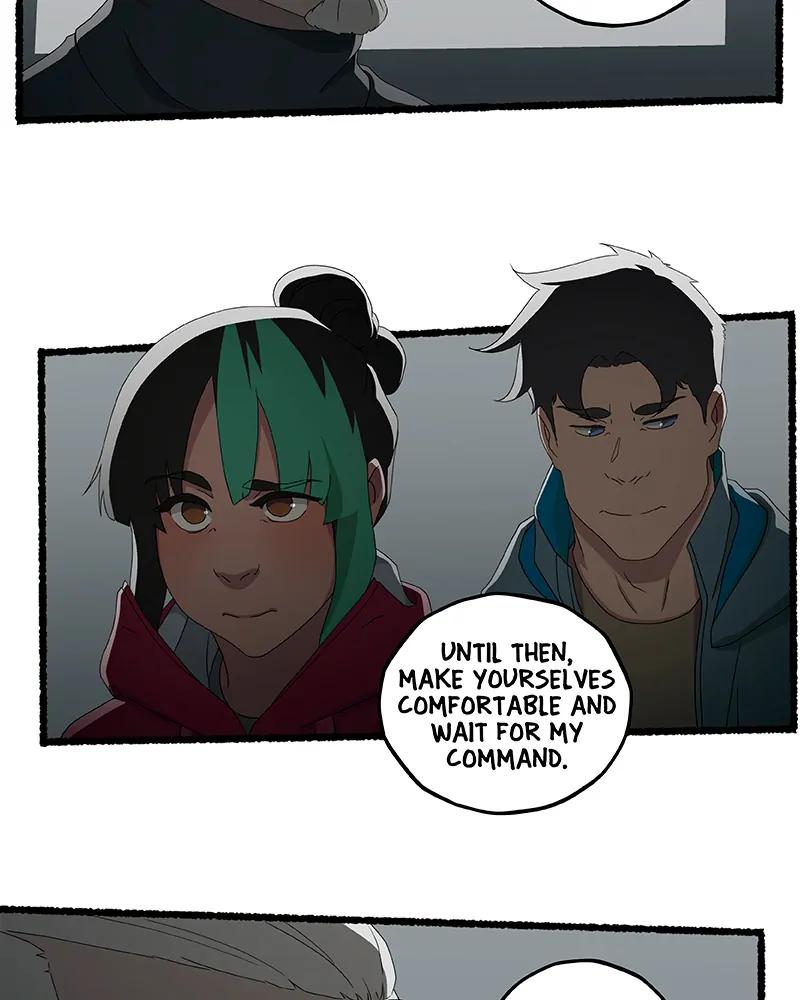 UNTIL THEN,
MAKE YOURSELVES
COMFORTABLE AND
WAIT FOR MY
COMMAND.